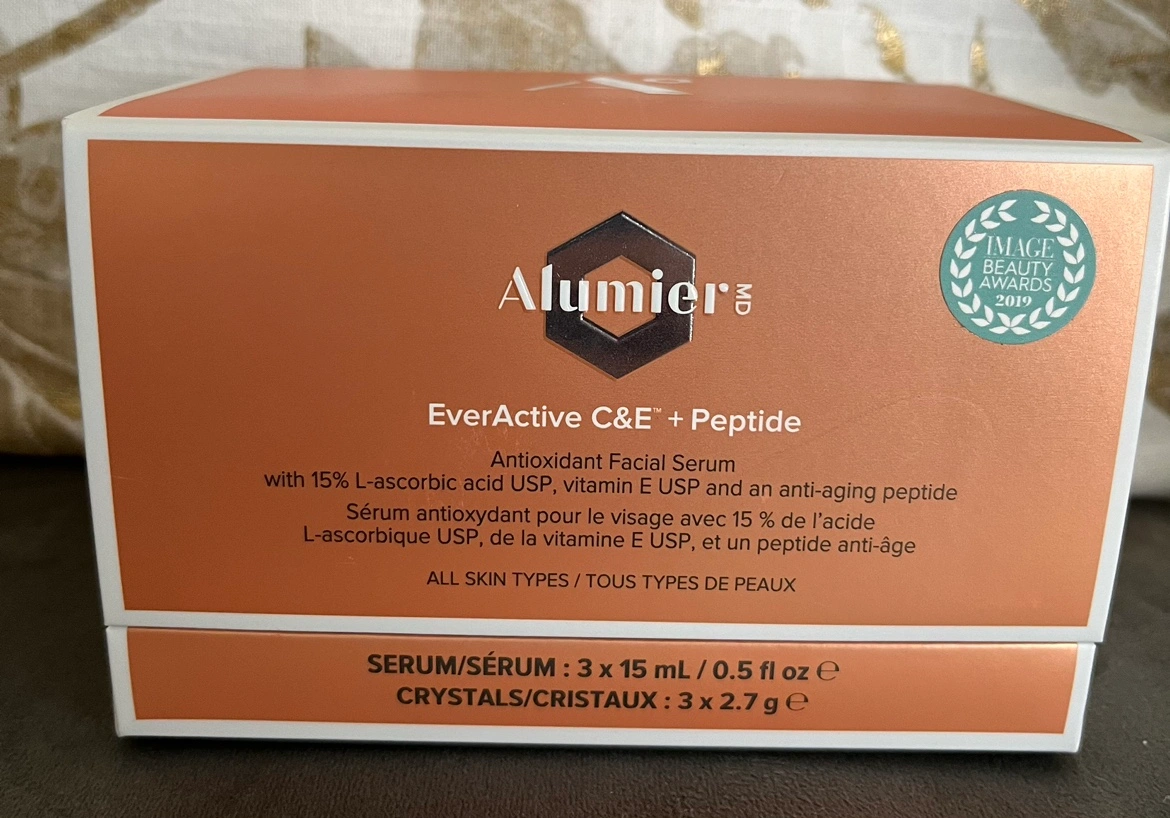 Alumier MD
IMAGE
BEAUTY
AWARDS
2019
EverActive C&E™ + Peptide
Antioxidant Facial Serum
with 15% L-ascorbic acid USP, vitamin E USP and an anti-aging peptide
Sérum antioxydant pour le visage avec 15 % de l'acide
L-ascorbique USP, de la vitamine E USP, et un peptide anti-âge
ALL SKIN TYPES / TOUS TYPES DE PEAUX
SERUM/SÉRUM : 3 x 15 mL / 0.5 fl oz ℮
CRYSTALS/CRISTAUX : 3 x 2.7 g ℮